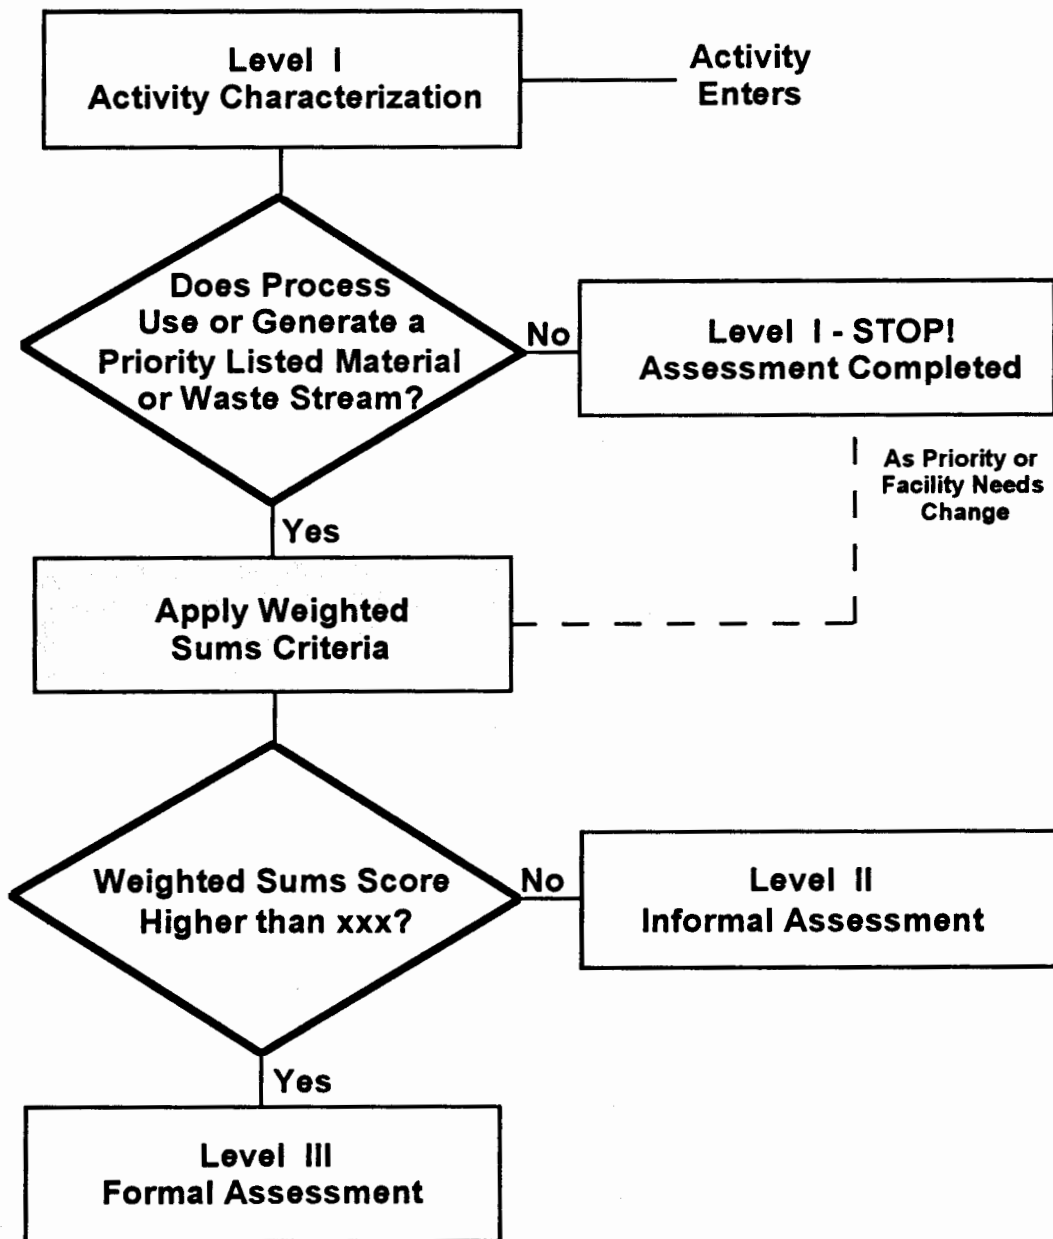 Level I
Activity Characterization
Activity
Enters
Does Process
Use or Generate a
Priority Listed Material
or Waste Stream?
No
Level I - STOP!
Assessment Completed
As Priority or
Facility Needs
Change
Yes
Apply Weighted
Sums Criteria
Weighted Sums Score
Higher than xxx?
No
Level II
Informal Assessment
Yes
Level III
Formal Assessment